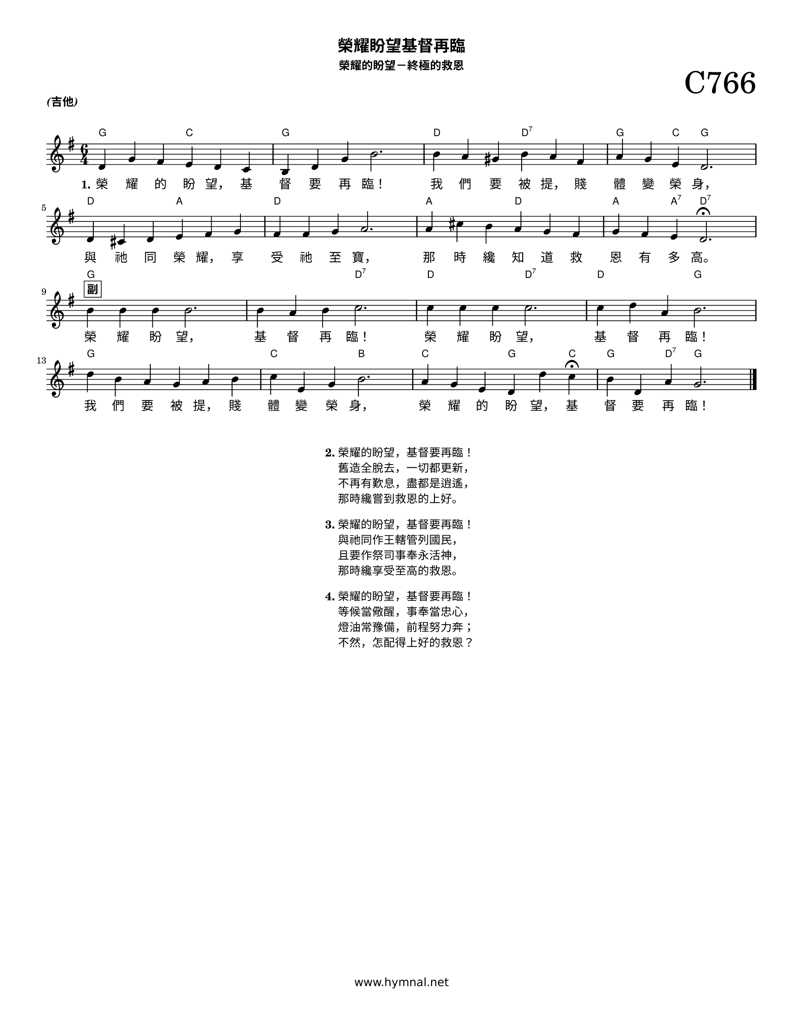 榮耀盼望基督再臨
榮耀的盼望－終極的救恩
C766
(吉他)
G C G D D7 G C G
6 4
1. 榮 耀 的 盼 望， 基 督 要 再 臨！ 我 們 要 被 提， 賤 體 變 榮 身，
D A D A D A A7 D7
5
與 祂 同 榮 耀， 享 受 祂 至 寶， 那 時 纔 知 道 救 恩 有 多 高。
G D7 D D7 D G
9 副
榮 耀 盼 望， 基 督 再 臨！ 榮 耀 盼 望， 基 督 再 臨！
G C B C G C G D7 G
13
我 們 要 被 提， 賤 體 變 榮 身， 榮 耀 的 盼 望， 基 督 要 再 臨！
2. 榮耀的盼望，基督要再臨！
舊造全脫去，一切都更新，
不再有歎息，盡都是逍遙，
那時纔嘗到救恩的上好。
3. 榮耀的盼望，基督要再臨！
與祂同作王轄管列國民，
且要作祭司事奉永活神，
那時纔享受至高的救恩。
4. 榮耀的盼望，基督要再臨！
等候當儆醒，事奉當忠心，
燈油常豫備，前程努力奔；
不然，怎配得上好的救恩？
www.hymnal.net